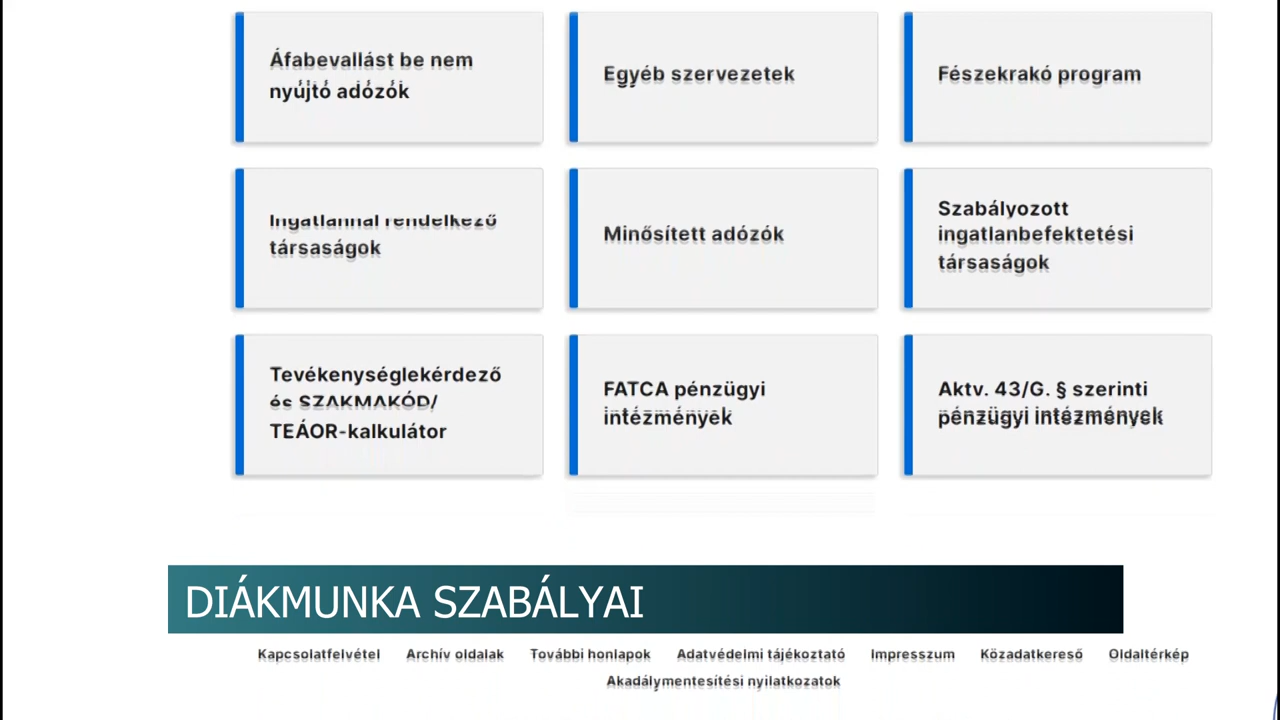 Áfabevallást be nem
nyújtó adózók
Egyéb szervezetek
Fészekrakó program
Ingatlannal rendelkező
társaságok
Minősített adózók
Szabályozott
ingatlanbefektetési
társaságok
Tevékenységlekérdező
és SZAKMAKÓD/
TEÁOR-kalkulátor
FATCA pénzügyi
intézmények
Aktv. 43/G. § szerinti
pénzügyi intézmények
DIÁKMUNKA SZABÁLYAI
Kapcsolatfelvétel Archív oldalak További honlapok Adatvédelmi tájékoztató Impresszum Közadatkereső Oldaltérkép
Akadálymentesítési nyilatkozatok